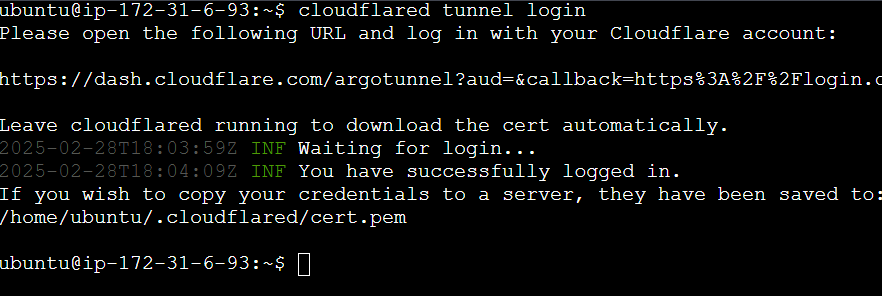 ubuntu@ip-172-31-6-93:~$ cloudflared tunnel login
Please open the following URL and log in with your Cloudflare account:
https://dash.cloudflare.com/argotunnel?aud=&callback=https%3A%2F%2Flogin.
Leave cloudflared running to download the cert automatically.
2025-02-28T18:03:59Z INF Waiting for login...
2025-02-28T18:04:09Z INF You have successfully logged in.
If you wish to copy your credentials to a server, they have been saved to:
/home/ubuntu/.cloudflared/cert.pem
ubuntu@ip-172-31-6-93:~$